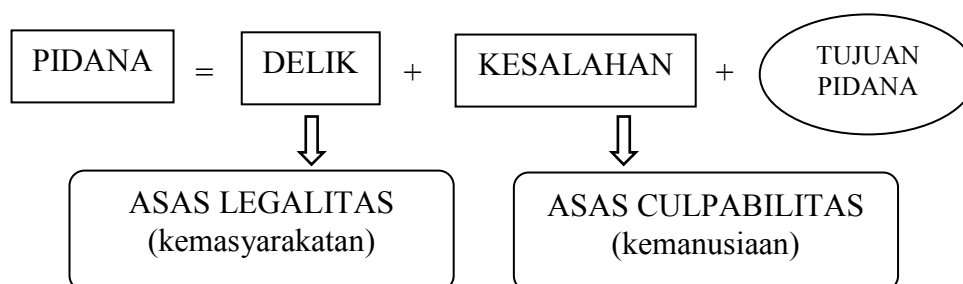 PIDANA = DELIK + KESALAHAN + TUJUAN
PIDANA
ASAS LEGALITAS
(kemasyarakatan)
ASAS CULPABILITAS
(kemanusiaan)